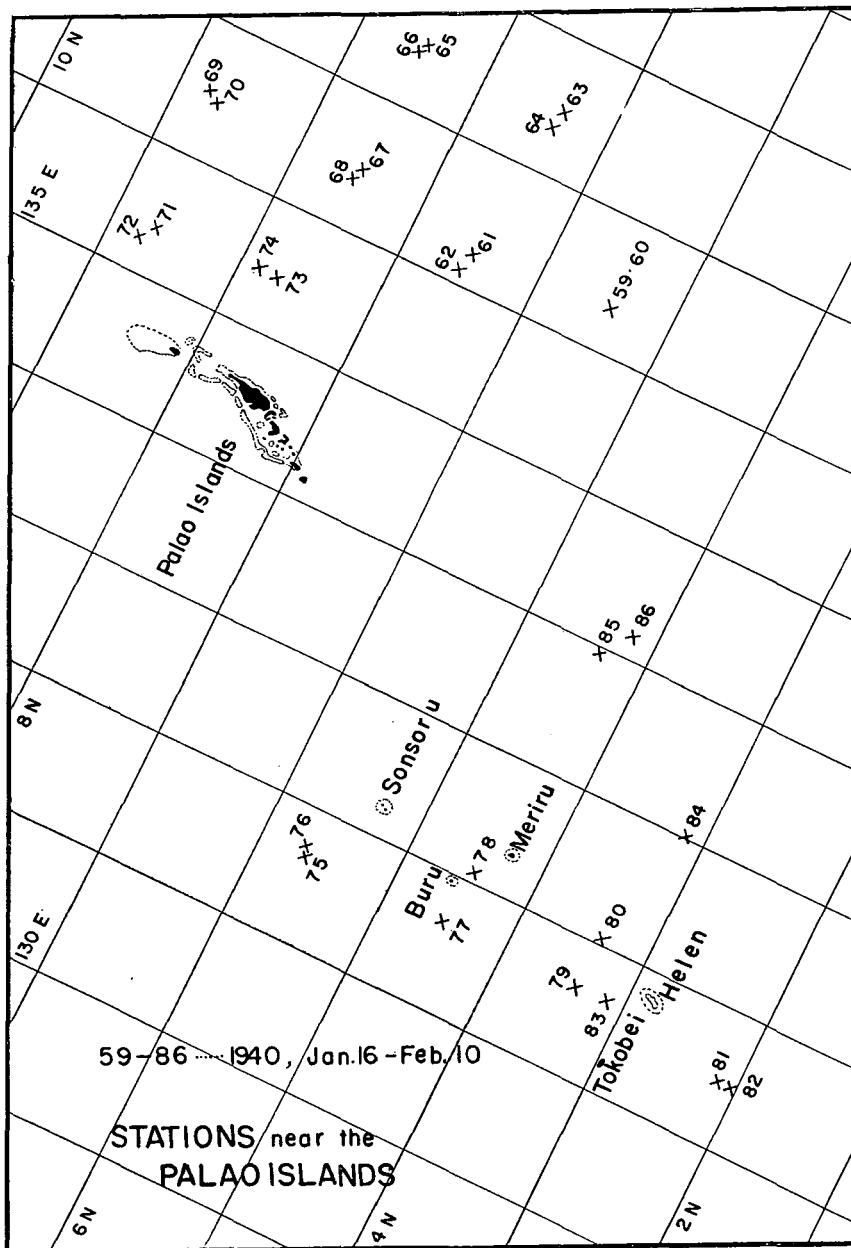 10 N
66
65
69
70
64
63
135 E
68
67
72
71
74
73
62
61
59·60
Palao Islands
85
86
8 N
Sonsoru
76
75
78
Meriru
84
Buru
77
130 E
80
79
83
Helen
Tokobei
59-86 ····· 1940, Jan.16-Feb.10
81
82
STATIONS near the
PALAO ISLANDS
6 N
4 N
2 N